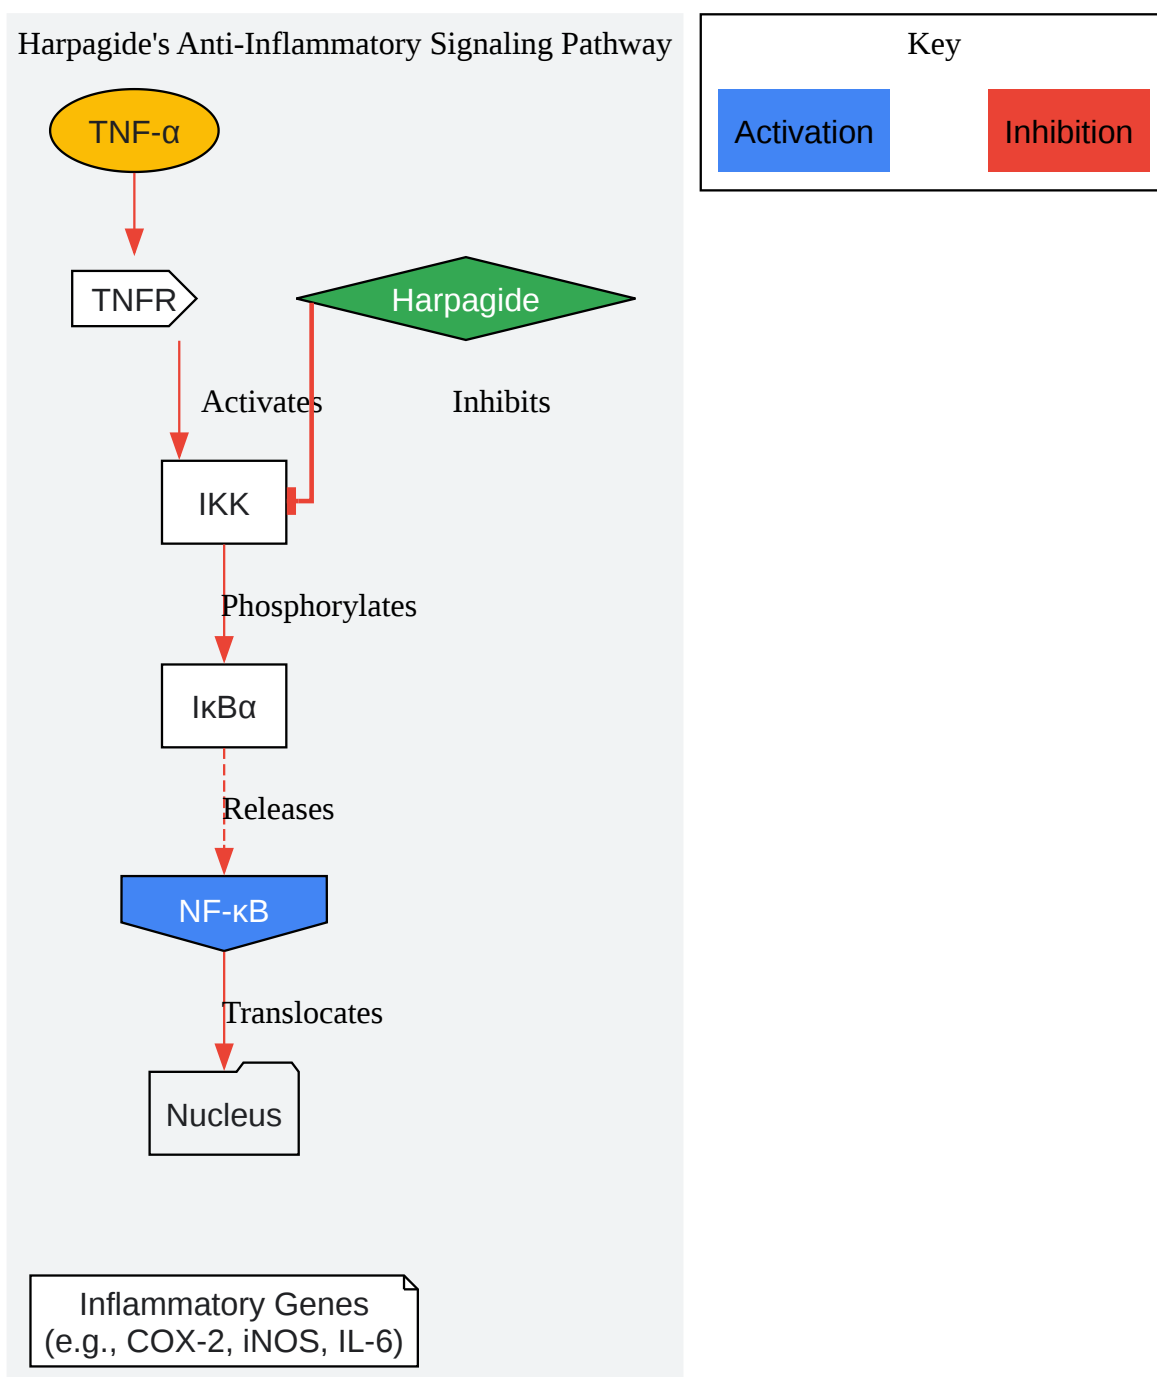 Harpagide's Anti-Inflammatory Signaling Pathway
Key
TNF-α
Activation
Inhibition
TNFR
Harpagide
Activates
Inhibits
IKK
Phosphorylates
IκBα
Releases
NF-κB
Translocates
Nucleus
Inflammatory Genes
(e.g., COX-2, iNOS, IL-6)